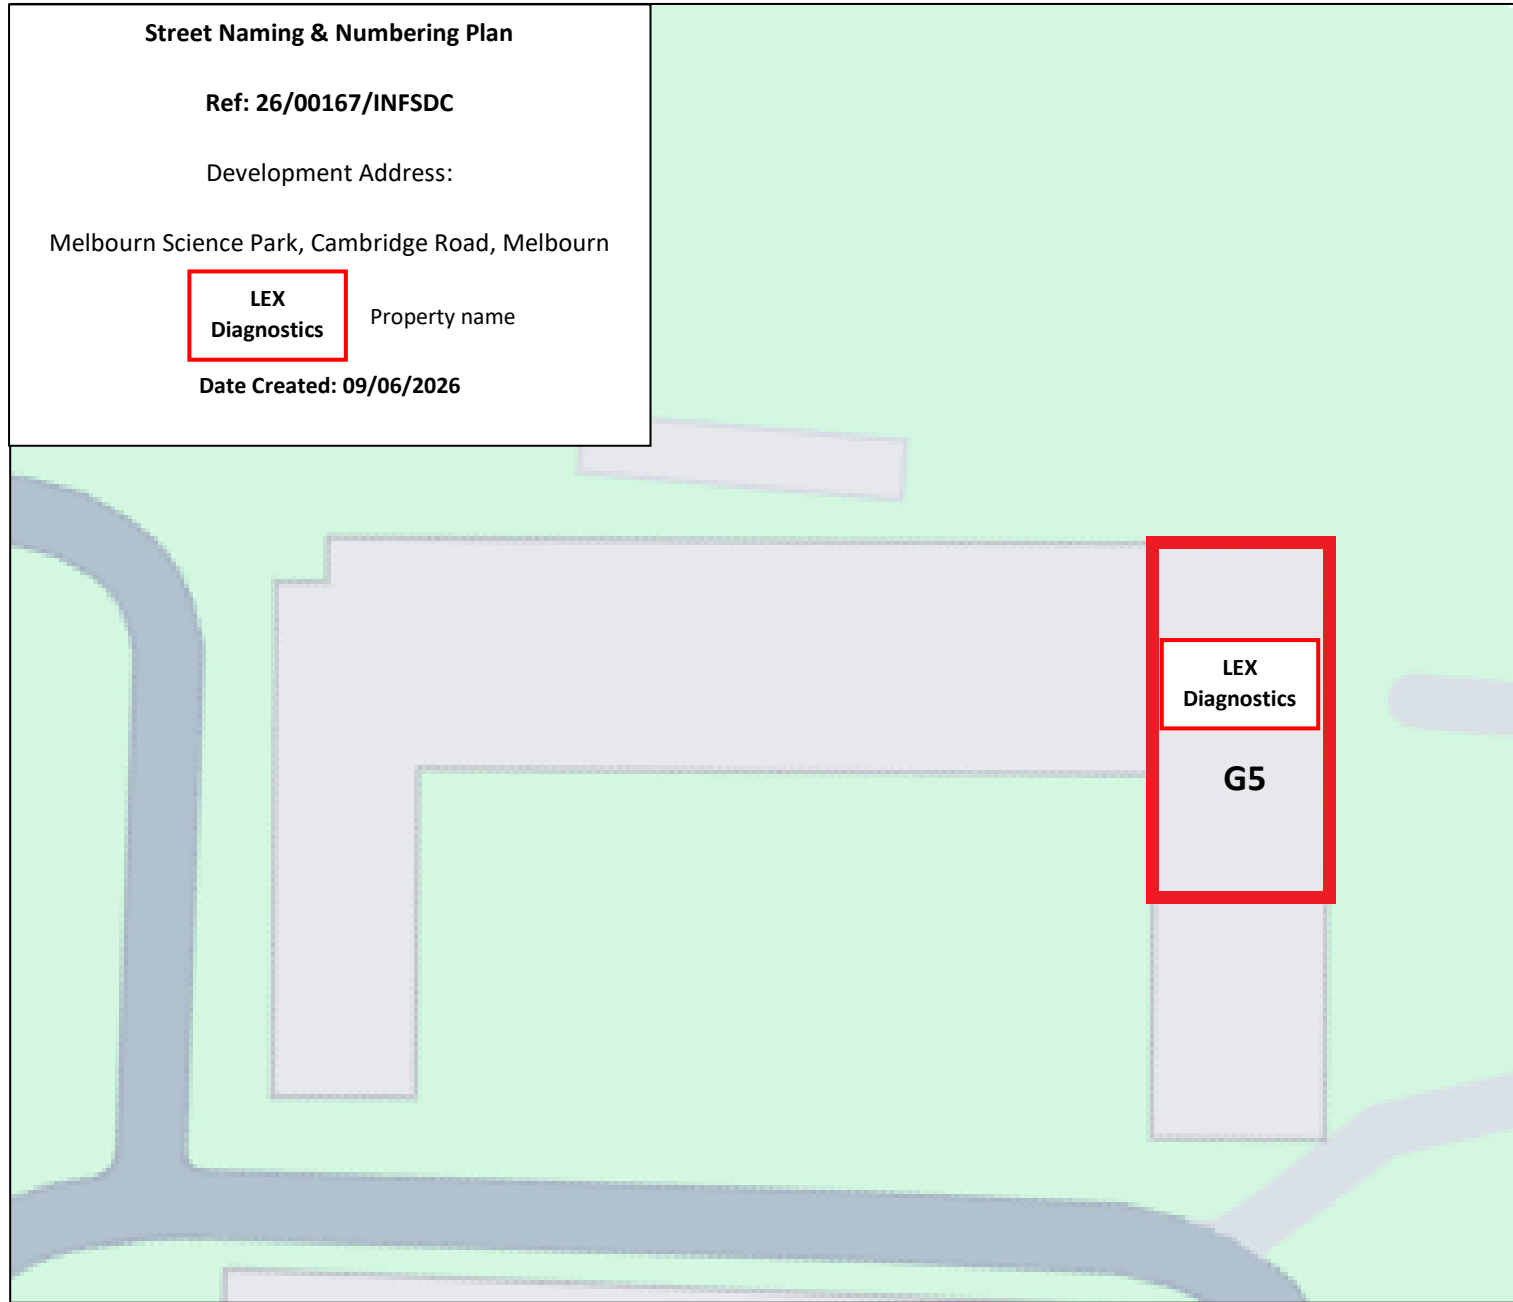 Street Naming & Numbering Plan
Ref: 26/00167/INFSDC
Development Address:
Melbourn Science Park, Cambridge Road, Melbourn
LEX
Diagnostics
Property name
Date Created: 09/06/2026
LEX
Diagnostics
G5